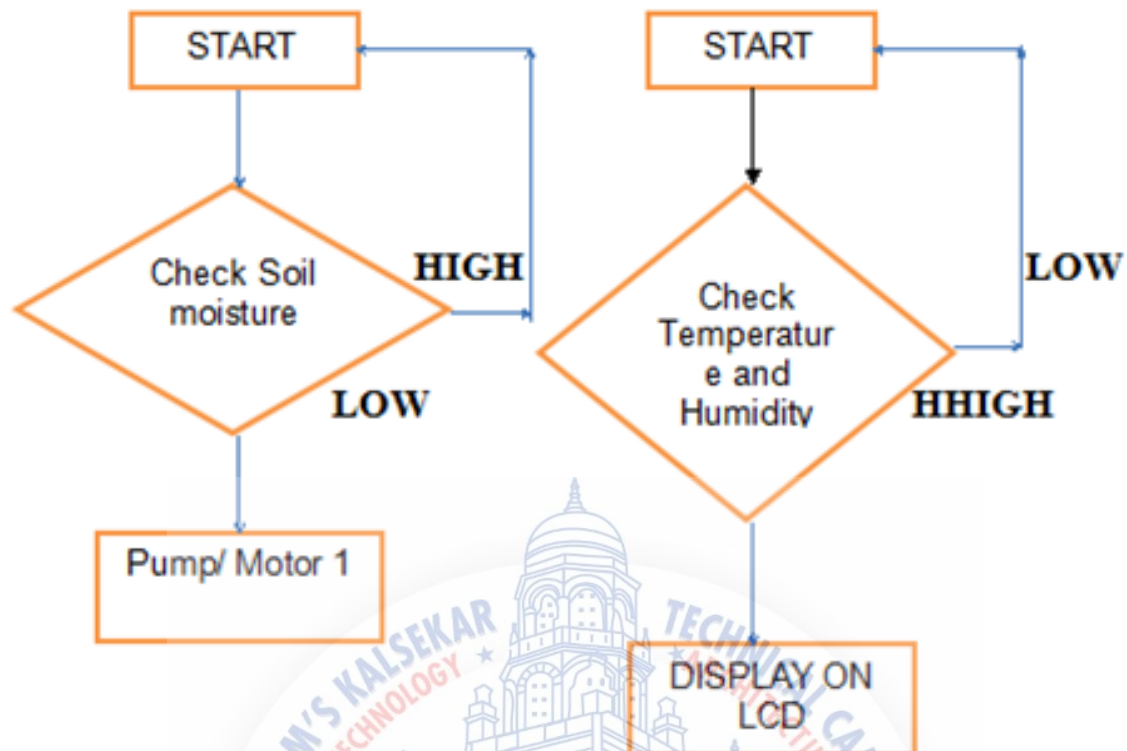 START
Check Soil
moisture
HIGH
LOW
Pump/ Motor 1
START
Check
Temperatur
e and
Humidity
LOW
HHIGH
DISPLAY ON
LCD
KALSEKAR